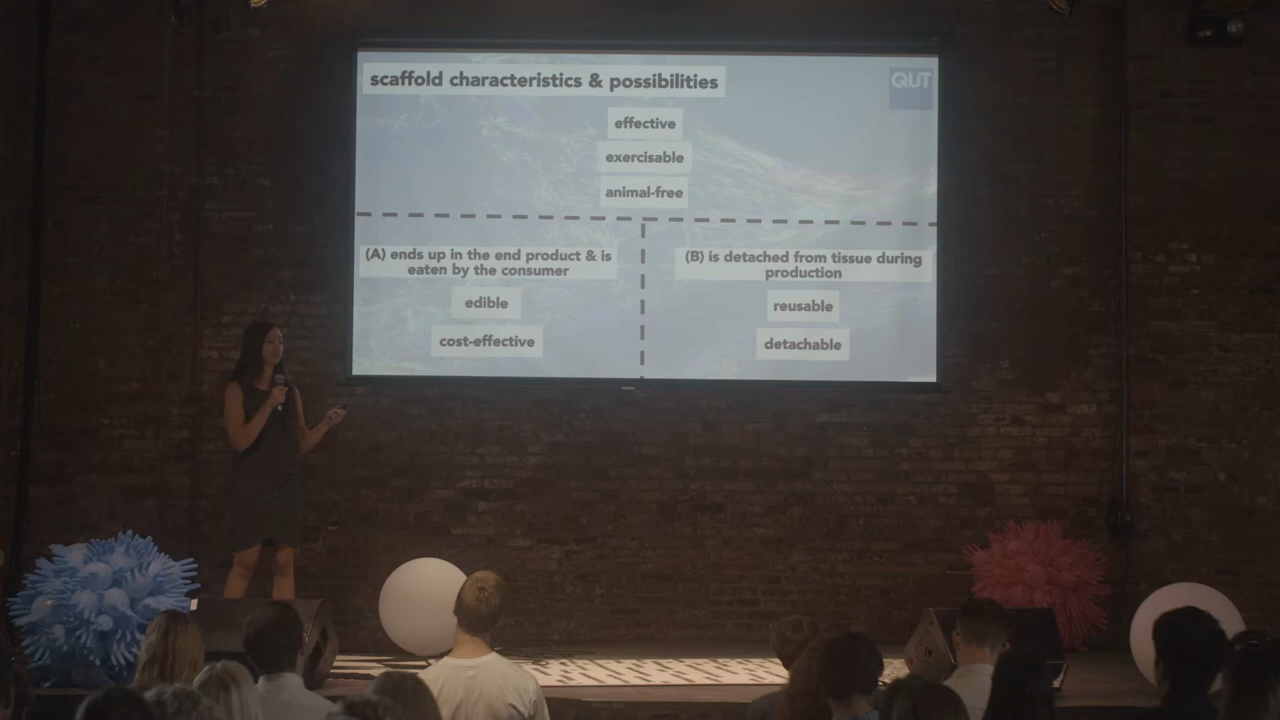 scaffold characteristics & possibilities
QUT
effective
exercisable
animal-free
(A) ends up in the end product & is
eaten by the consumer
edible
cost-effective
(B) is detached from tissue during
production
reusable
detachable